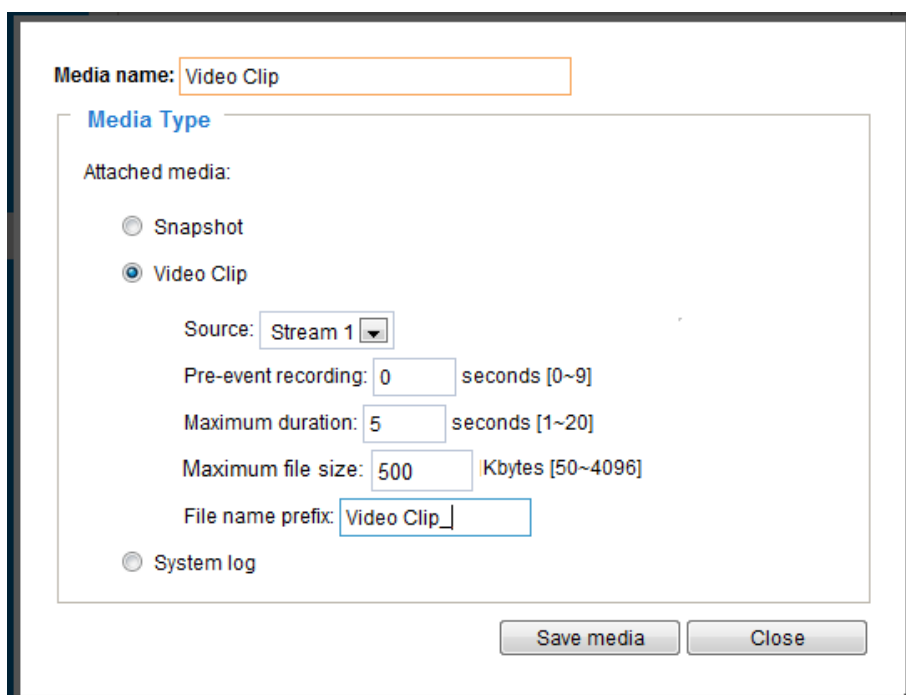 Media name: Video Clip
Media Type
Attached media:
Snapshot
Video Clip
Source: Stream 1
Pre-event recording: 0 seconds [0~9]
Maximum duration: 5 seconds [1~20]
Maximum file size: 500 Kbytes [50~4096]
File name prefix: Video Clip_
System log
Save media Close